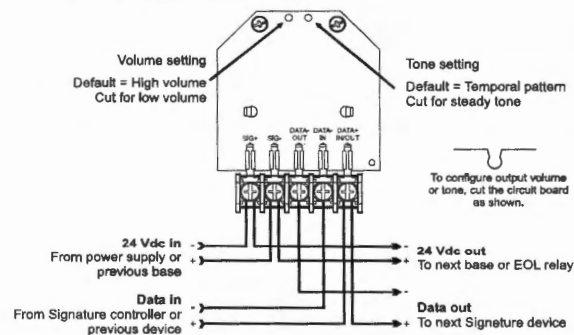 Volume setting
Default = High volume
Cut for low volume
Tone setting
Default = Temporal pattern
Cut for steady tone
SIG+
SIG-
DATA-
OUT
DATA-
IN
DATA+
IN/OUT
To configure output volume
or tone, cut the circuit board
as shown.
24 Vdc in
From power supply or
previous base
-
+
-
+
24 Vdc out
To next base or EOL relay
Data in
From Signature controller or
previous device
-
+
-
+
Data out
To next Signature device